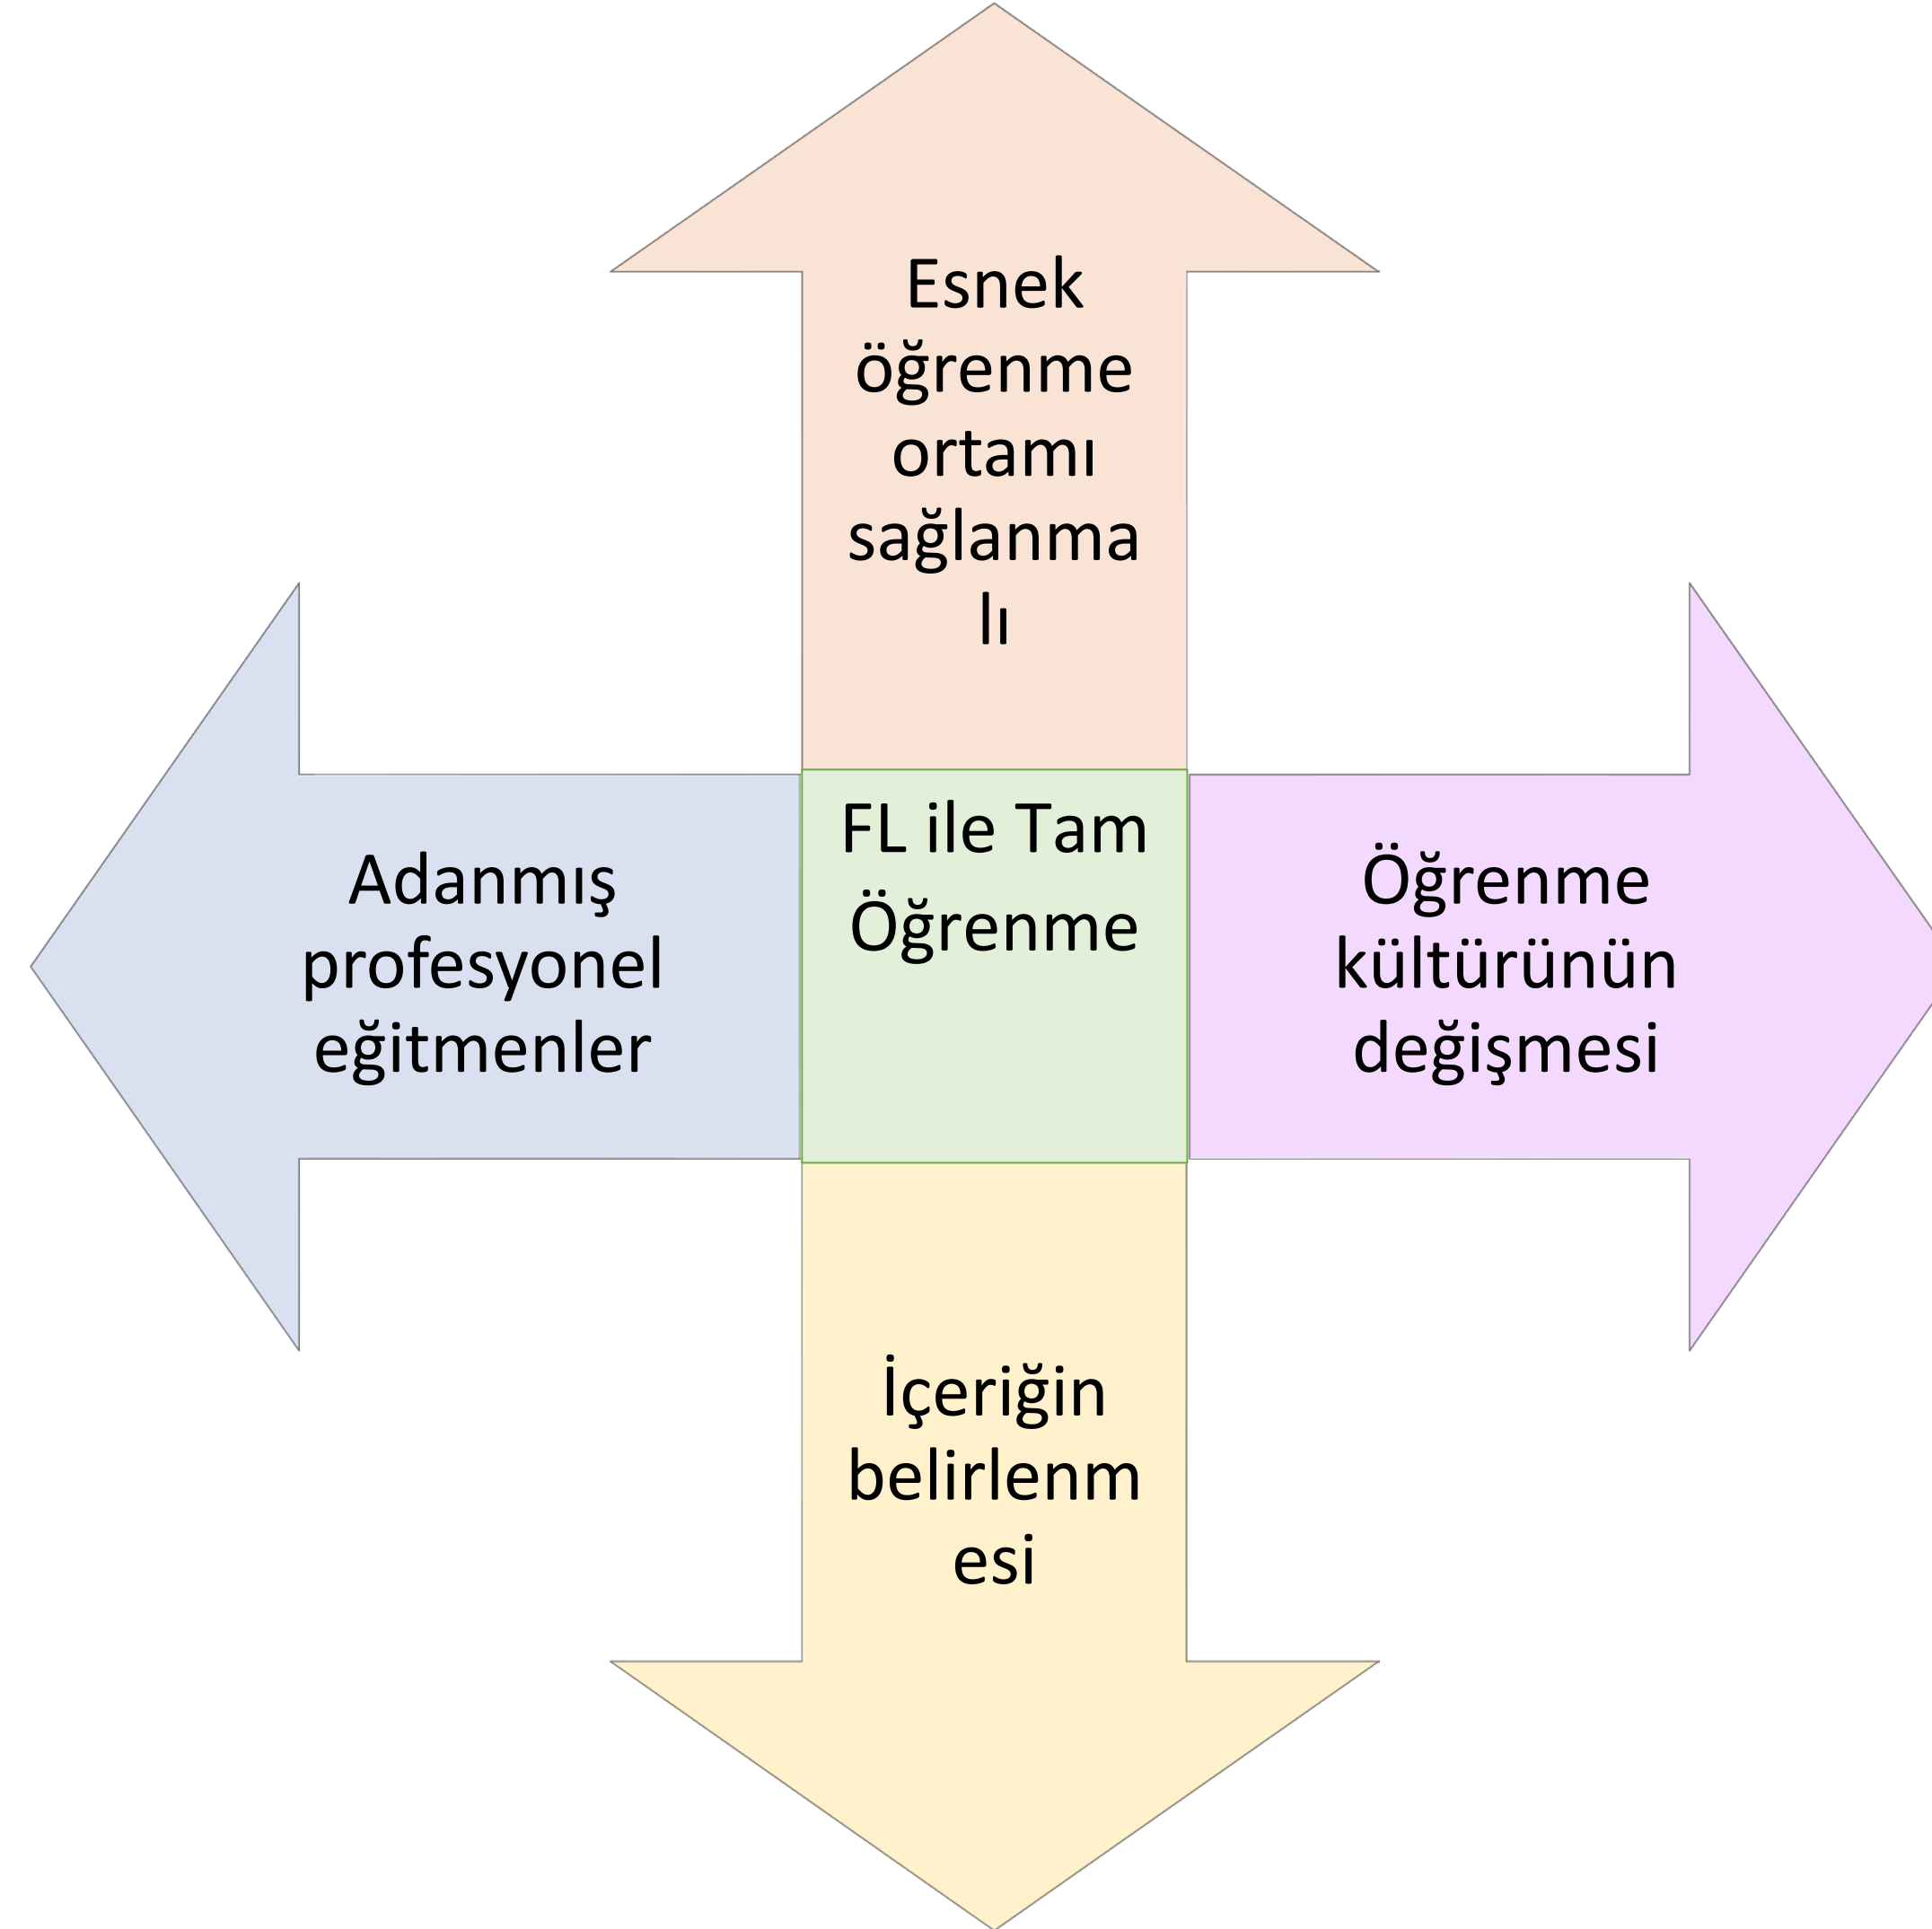 Esnek
öğrenme
ortamı
sağlanma
lı
Adanmış
profesyonel
eğitmenler
FL ile Tam
Öğrenme
Öğrenme
kültürünün
değişmesi
İçeriğin
belirlenm
esi